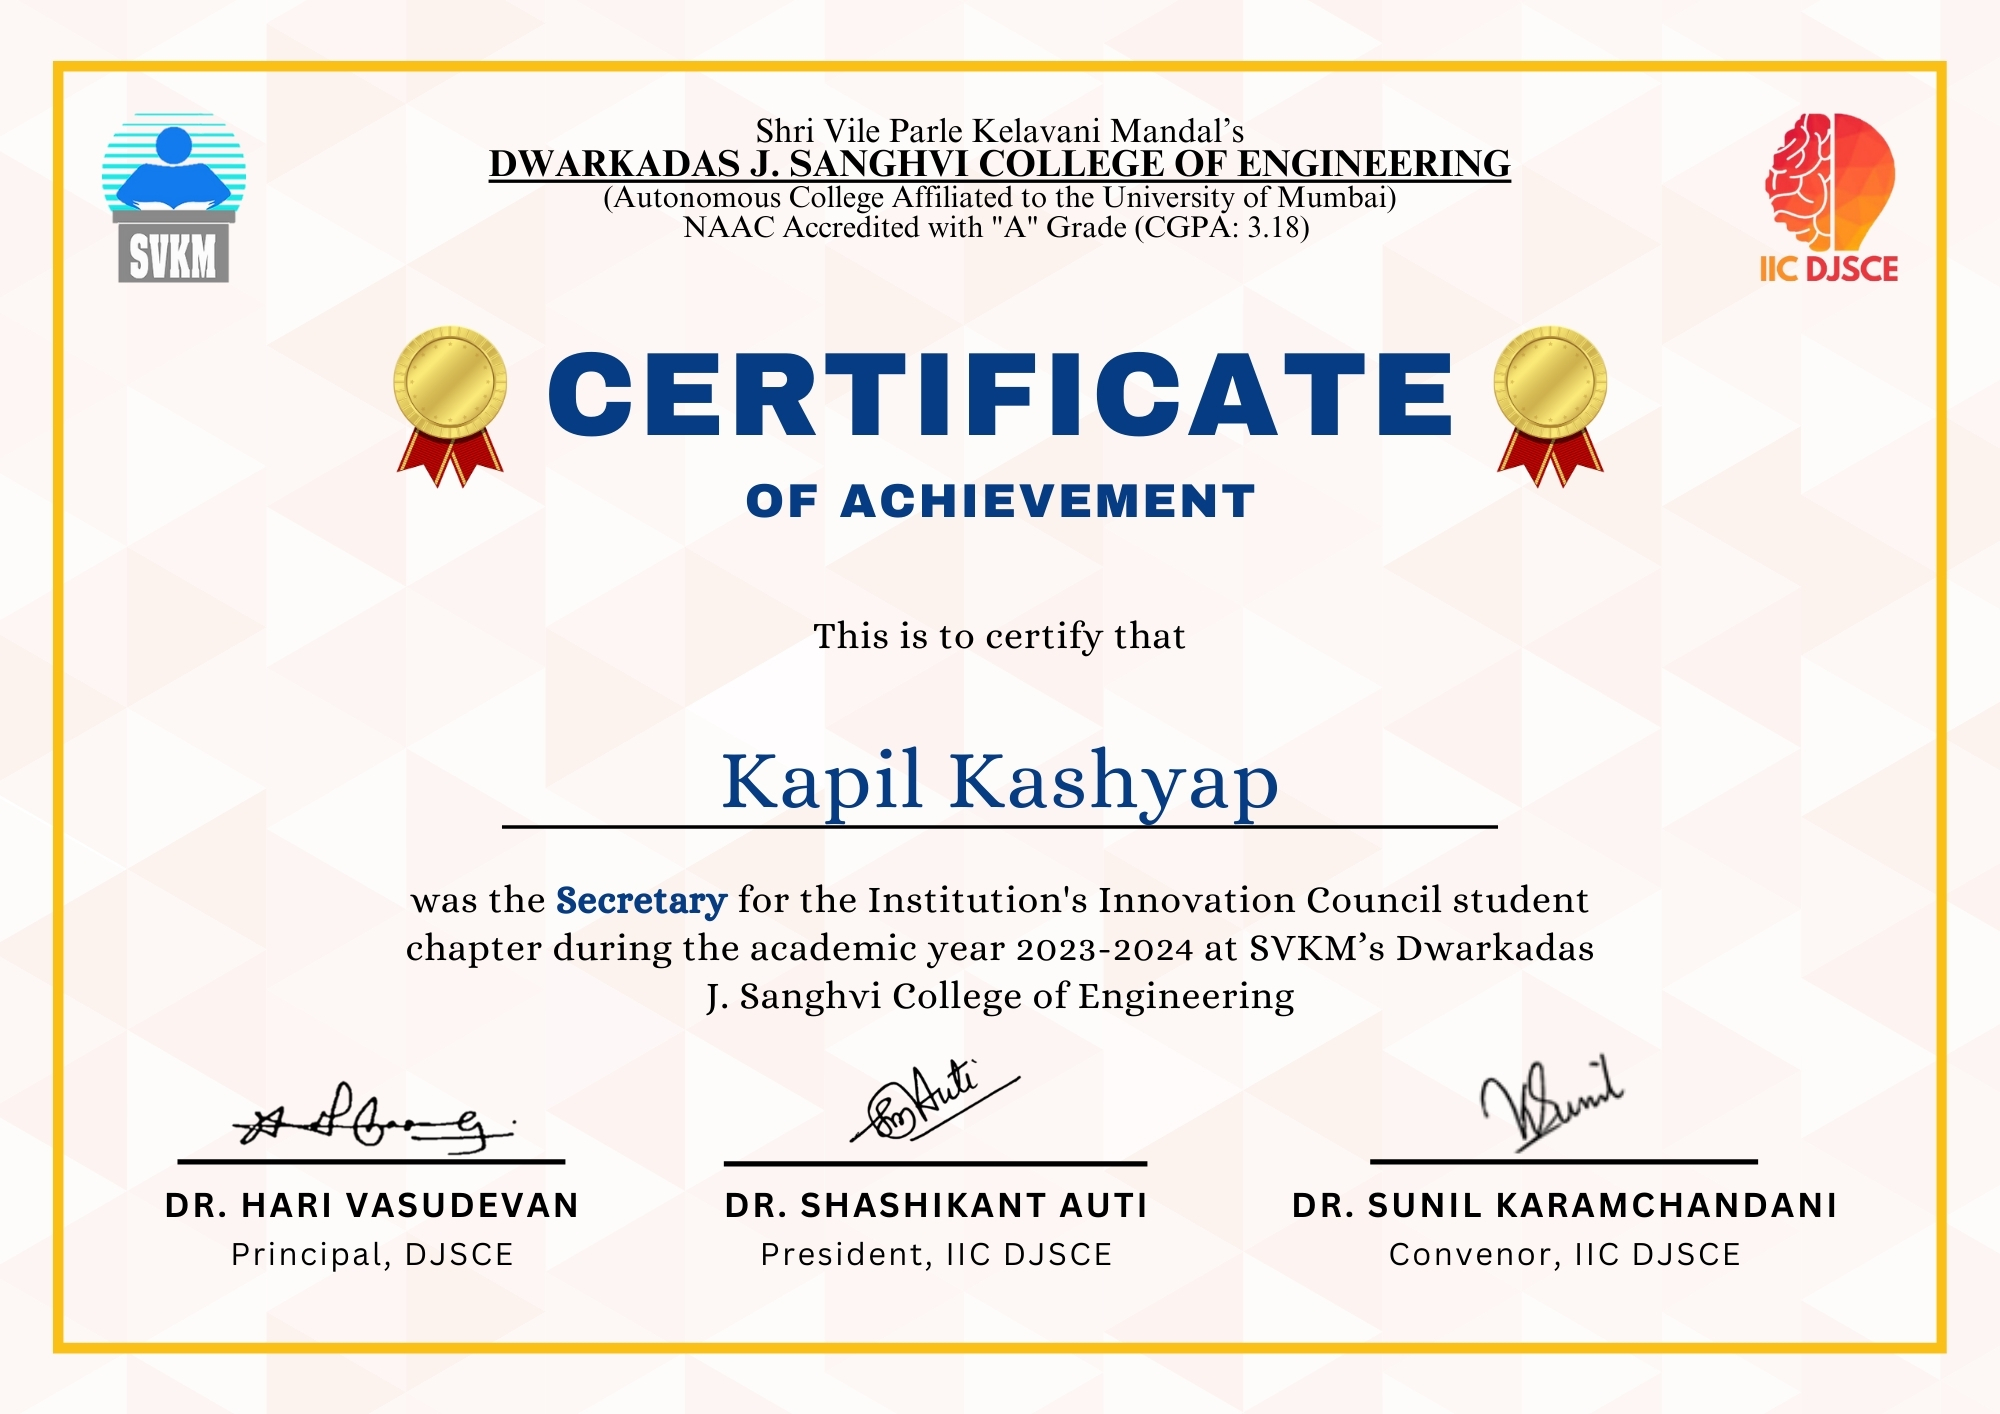 SVKM
Shri Vile Parle Kelavani Mandal’s
DWARKADAS J. SANGHVI COLLEGE OF ENGINEERING
(Autonomous College Affiliated to the University of Mumbai)
NAAC Accredited with "A" Grade (CGPA: 3.18)
IIC DJSCE
CERTIFICATE
OF ACHIEVEMENT
This is to certify that
Kapil Kashyap
was the Secretary for the Institution's Innovation Council student
chapter during the academic year 2023-2024 at SVKM’s Dwarkadas
J. Sanghvi College of Engineering
DR. HARI VASUDEVAN
Principal, DJSCE
DR. SHASHIKANT AUTI
President, IIC DJSCE
DR. SUNIL KARAMCHANDANI
Convenor, IIC DJSCE